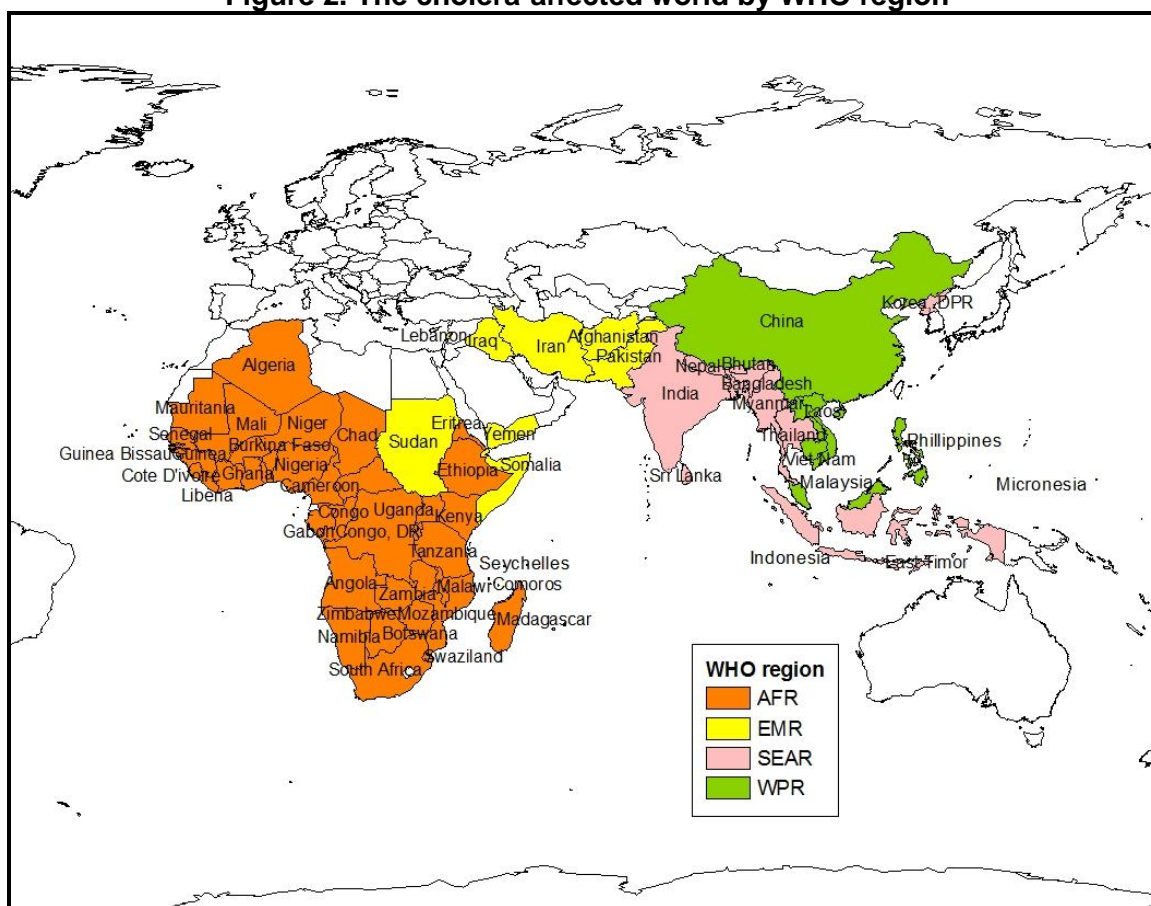 Figure 2. The cholera-affected world by WHO region
Korea, DPR
China
Lebanon
Iraq
Iran
Afghanistan
Pakistan
Algeria
Nepal
Bhutan
India
Bangladesh
Myanmar
Laos
Mauritania
Mali
Niger
Chad
Sudan
Eritrea
Yemen
Senegal
Burkina Faso
Thailand
Phillippines
Guinea Bissau
Guinea
Nigeria
Ethiopia
Somalia
Viet Nam
Cote D'ivoire
Ghana
Cameroon
Sri Lanka
Malaysia
Micronesia
Liberia
Congo
Uganda
Kenya
Gabon
Congo, DR
Tanzania
Indonesia
East Timor
Seychelles
Angola
Zambia
Malawi
Comoros
Zimbabwe
Mozambique
Madagascar
Namibia
Botswana
Swaziland
South Africa
WHO region
AFR
EMR
SEAR
WPR